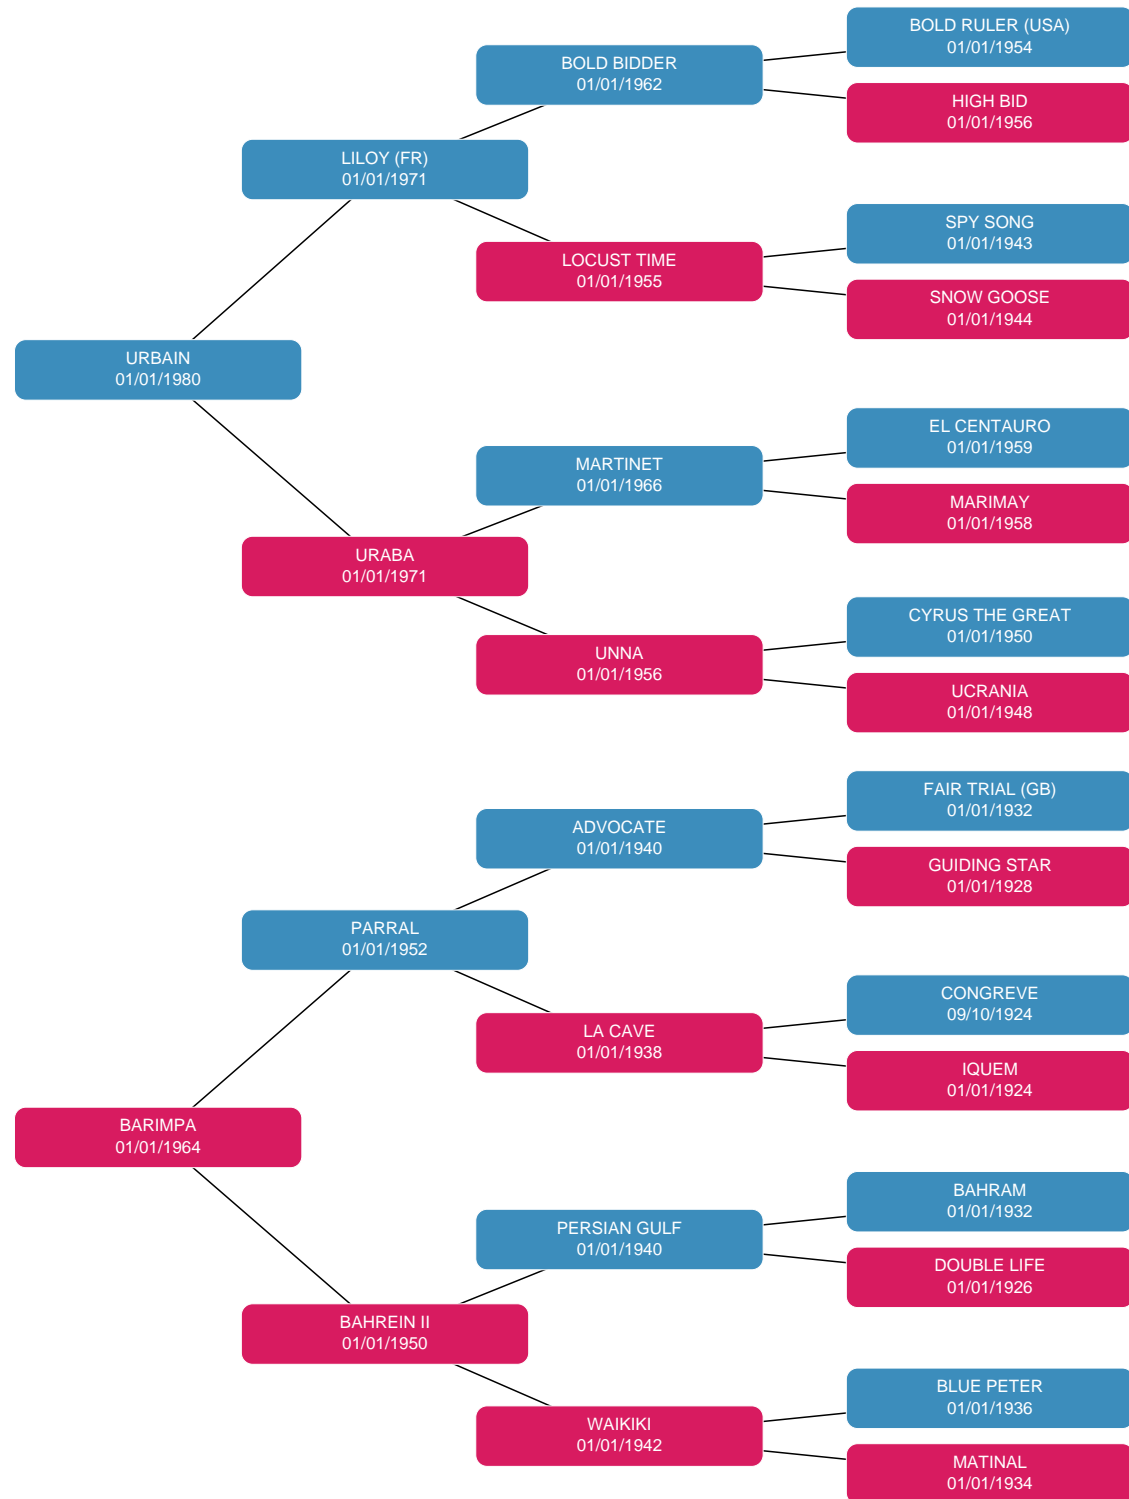 BOLD RULER (USA)
01/01/1954
BOLD BIDDER
01/01/1962
HIGH BID
01/01/1956
LILOY (FR)
01/01/1971
SPY SONG
01/01/1943
LOCUST TIME
01/01/1955
SNOW GOOSE
01/01/1944
URBAIN
01/01/1980
EL CENTAURO
01/01/1959
MARTINET
01/01/1966
MARIMAY
01/01/1958
URABA
01/01/1971
CYRUS THE GREAT
01/01/1950
UNNA
01/01/1956
UCRANIA
01/01/1948
FAIR TRIAL (GB)
01/01/1932
ADVOCATE
01/01/1940
GUIDING STAR
01/01/1928
PARRAL
01/01/1952
CONGREVE
09/10/1924
LA CAVE
01/01/1938
IQUEM
01/01/1924
BARIMPA
01/01/1964
BAHRAM
01/01/1932
PERSIAN GULF
01/01/1940
DOUBLE LIFE
01/01/1926
BAHREIN II
01/01/1950
BLUE PETER
01/01/1936
WAIKIKI
01/01/1942
MATINAL
01/01/1934